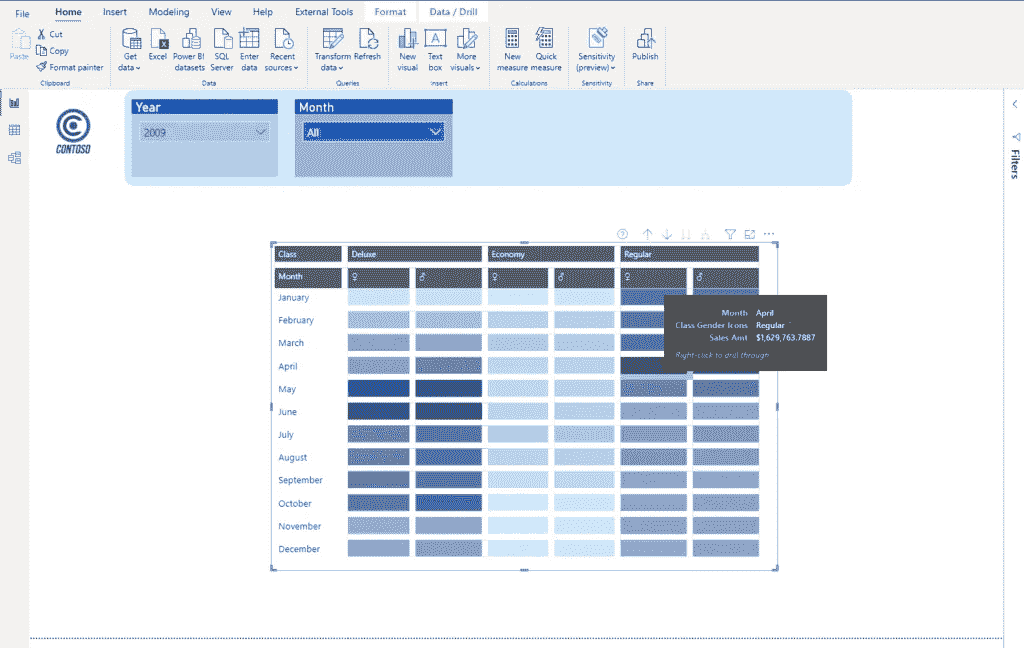 File Home Insert Modeling View Help External Tools Format Data / Drill
Paste
Cut
Copy
Format painter
Clipboard
Get data
Excel
Power BI datasets
SQL Server
Enter data
Recent sources
Data
Transform data
Refresh
Queries
New visual
Text box
More visuals
Insert
New measure
Quick measure
Calculations
Sensitivity (preview)
Sensitivity
Publish
Share
CONTOSO
Year
2009
Month
All
Filters
Class Deluxe Economy Regular
Month ♀ ♂ ♀ ♂ ♀ ♂
January
February
March
April
May
June
July
August
September
October
November
December
Month April
Class Gender Icons Regular
Sales Amt $1,629,763.7887
Right-click to drill through